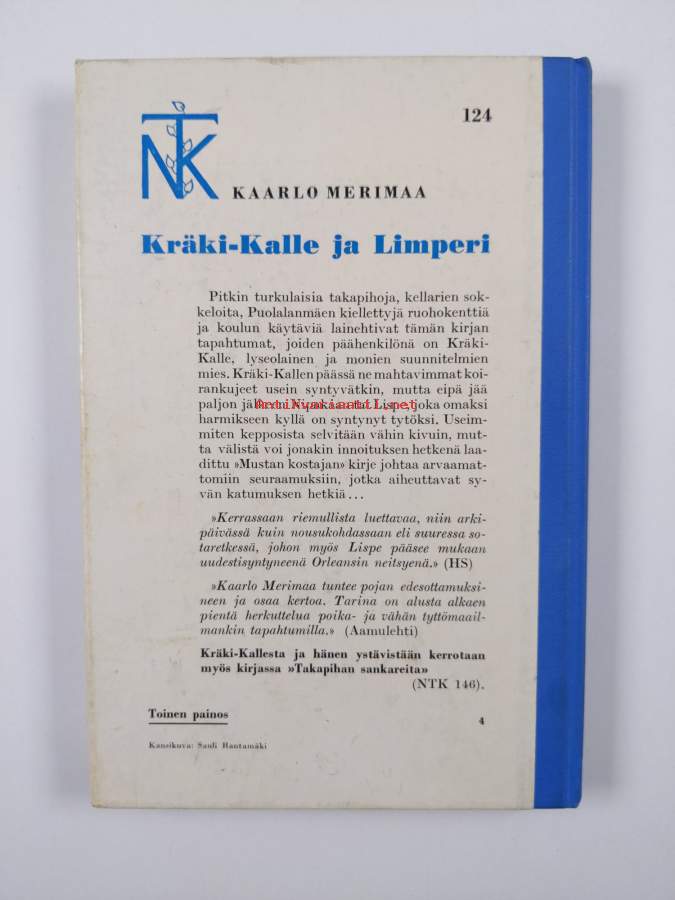 NTK
124
KAARLO MERIMAA
Kräki-Kalle ja Limperi
Pitkin turkulaisia takapihoja, kellarien sok-
keloita, Puolalanmäen kiellettyjä ruohokenttiä
ja koulun käytäviä lainehtivat tämän kirjan
tapahtumat, joiden päähenkilönä on Kräki-
Kalle, lyseolainen ja monien suunnitelmien
mies. Kräki-Kallen päässä ne mahtavimmat koi-
rankujeet usein syntyvätkin, mutta eipä jää
paljon jälkeen
joka omaksi
harmikseen kyllä on syntynyt tytöksi. Useim-
miten kepposista selvitään vähin kivuin, mut-
ta välistä voi jonakin innoituksen hetkenä laa-
dittu »Mustan kostajan» kirje johtaa arvaamat-
tomiin seuraamuksiin, jotka aiheuttavat sy-
vän katumuksen hetkiä...
»Kerrassaan riemullista luettavaa, niin arki-
päivässä kuin nousukohdassaan eli suuressa so-
taretkessä, johon myös Lispe pääsee mukaan
uudestisyntyneenä Orleansin neitsyenä.» (HS)
»Kaarlo Merimaa tuntee pojan edesottamuksi-
neen ja osaa kertoa. Tarina on alusta alkaen
pientä herkuttelua poika- ja vähän tyttömaail-
mankin tapahtumilla.» (Aamulehti)
Kräki-Kallesta ja hänen ystävistään kerrotaan
myös kirjassa »Takapihan sankareita»
(NTK 146).
Toinen painos
4
Kansikuva: Sauli Rantamäki